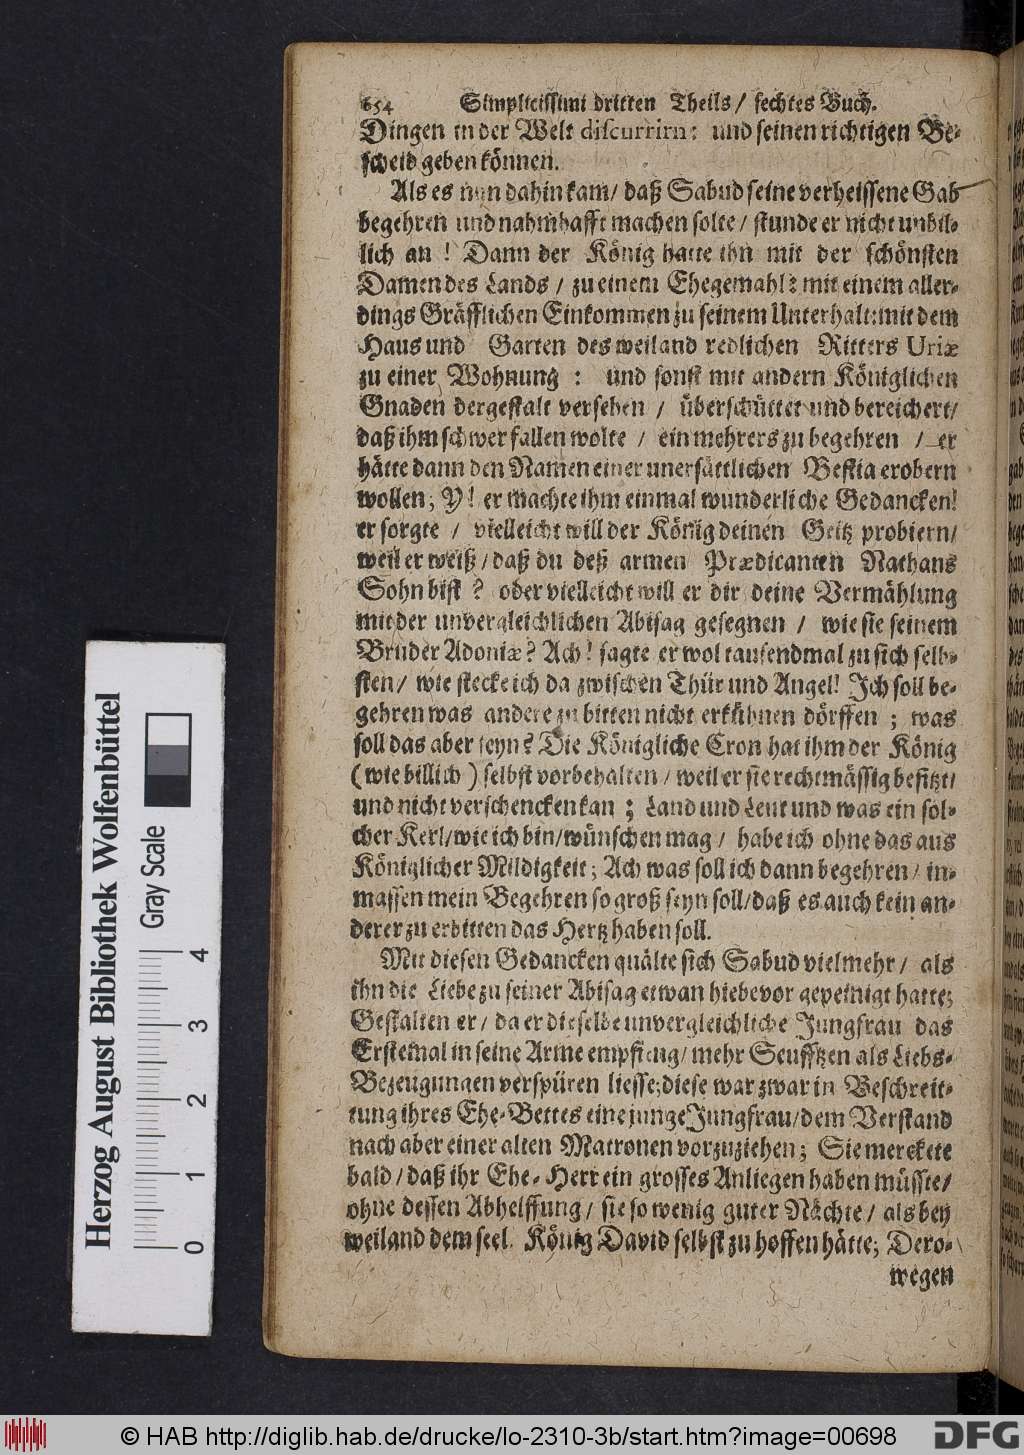 654 Simplicissimi dritten Theils/ sechtes Buch.
Dingen in der Welt discurrirn: und seinen richtigen Be-
scheid geben können.
Als es nun dahin kam/ daß Sabud seine verheissene Gab
begehren und nahmhafft machen solte/ stunde er nicht unbil-
lich an! Dann der König hatte ihn mit der schönsten
Damen des Lands/ zu einem Ehegemahl: mit einem aller-
dings Gräfflichen Einkommen zu seinem Unterhalt: mit dem
Haus und Garten des weiland redlichen Ritters Uriæ
zu einer Wohnung: und sonst mit andern Königlichen
Gnaden dergestalt versehen/ überschüttet und bereichert/
daß ihm schwer fallen wolte/ ein mehrers zu begehren/ er
hätte dann den Namen einer unersättlichen Bestia erobern
wollen; Y! er machte ihm einmal wunderliche Gedancken!
er sorgte/ vielleicht will der König deinen Geitz probiern/
weil er weiß/ daß du deß armen Prædicanten Nathans
Sohn bist? oder vielleicht will er dir deine Vermählung
mit der unvergleichlichen Abisag gesegnen/ wie sie seinem
Bruder Adoniæ? Ach! sagte er wol tausendmal zu sich selb-
sten/ wie stecke ich da zwischen Thür und Angel! Ich soll be-
gehren was andere zu bitten nicht erkühnen dörffen; was
soll das aber seyn? Die Königliche Cron hat ihm der König
(wie billich) selbst vorbehalten/ weil er sie rechtmässig besitzt/
und nicht verschencken kan; Land und Leut und was ein sol-
cher Kerl/ wie ich bin/ wünschen mag/ habe ich ohne das aus
Königlicher Mildigkeit; Ach was soll ich dann begehren/ in-
massen mein Begehren so groß seyn soll/ daß es auch kein an-
derer zu erbitten das Hertz haben soll.
Mit diesen Gedancken quälte sich Sabud vielmehr/ als
ihn die Liebe zu seiner Abisag etwan hiebevor gepeinigt hatte;
Gestalten er/ da er dieselbe unvergleichliche Jungfrau das
Erstemal in seine Arme empfieng/ mehr Seufftzen als Liebs-
Bezeugungen verspüren liesse; diese war zwar in Beschreit-
tung ihres Ehe-Bettes eine junge Jungfrau/ dem Verstand
nach aber einer alten Matronen vorzuziehen; Sie merckete
bald/ daß ihr Ehe-Herr ein grosses Anliegen haben müsste/
ohne dessen Abhelffung/ sie so wenig guter Nächte/ als bey
weiland dem seel. König David selbst zu hoffen hätte; Dero-
wegen
Herzog August Bibliothek Wolfenbüttel
Gray Scale
0 1 2 3 4
© HAB http://diglib.hab.de/drucke/lo-2310-3b/start.htm?image=00698
DFG